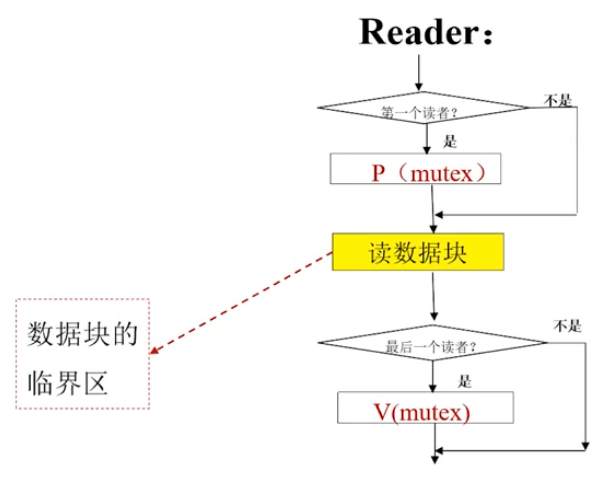 Reader：
第一个读者？
不是
是
P（mutex）
读数据块
数据块的
临界区
最后一个读者？
不是
是
V(mutex)